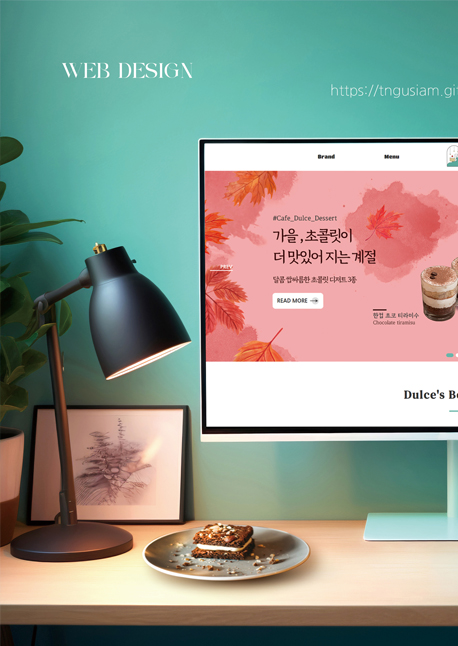 WEB DESIGN
https://tngusiam.gi
Brand
Menu
#Cafe_Dulce_Dessert
가을, 초콜릿이
더 맛있어 지는 계절
달콤 쌉싸름한 초콜릿 디저트 3종
READ MORE
한컵 초코 티라미수
Chocolate tiramisu
Dulce's Be